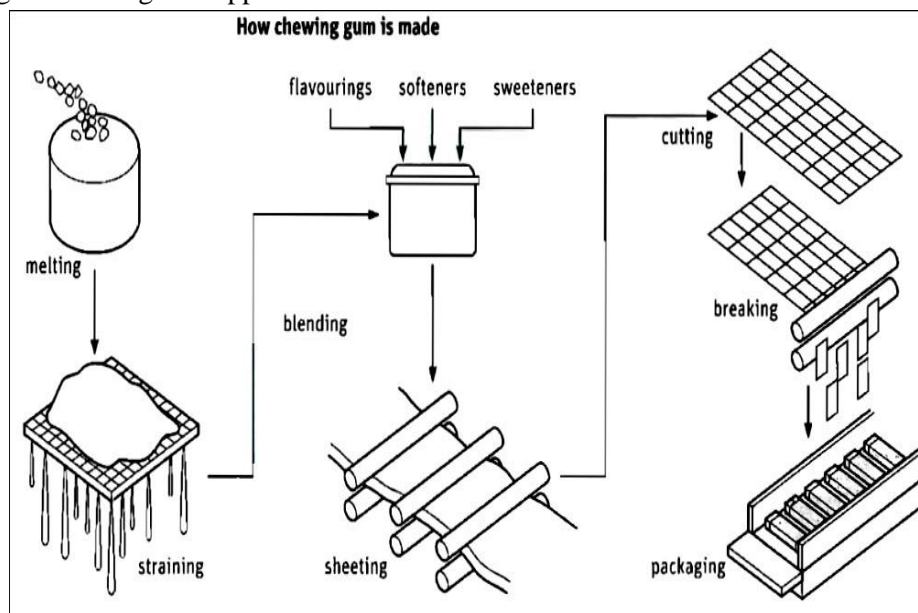 How chewing gum is made
melting
straining
flavourings softeners sweeteners
blending
sheeting
cutting
breaking
packaging